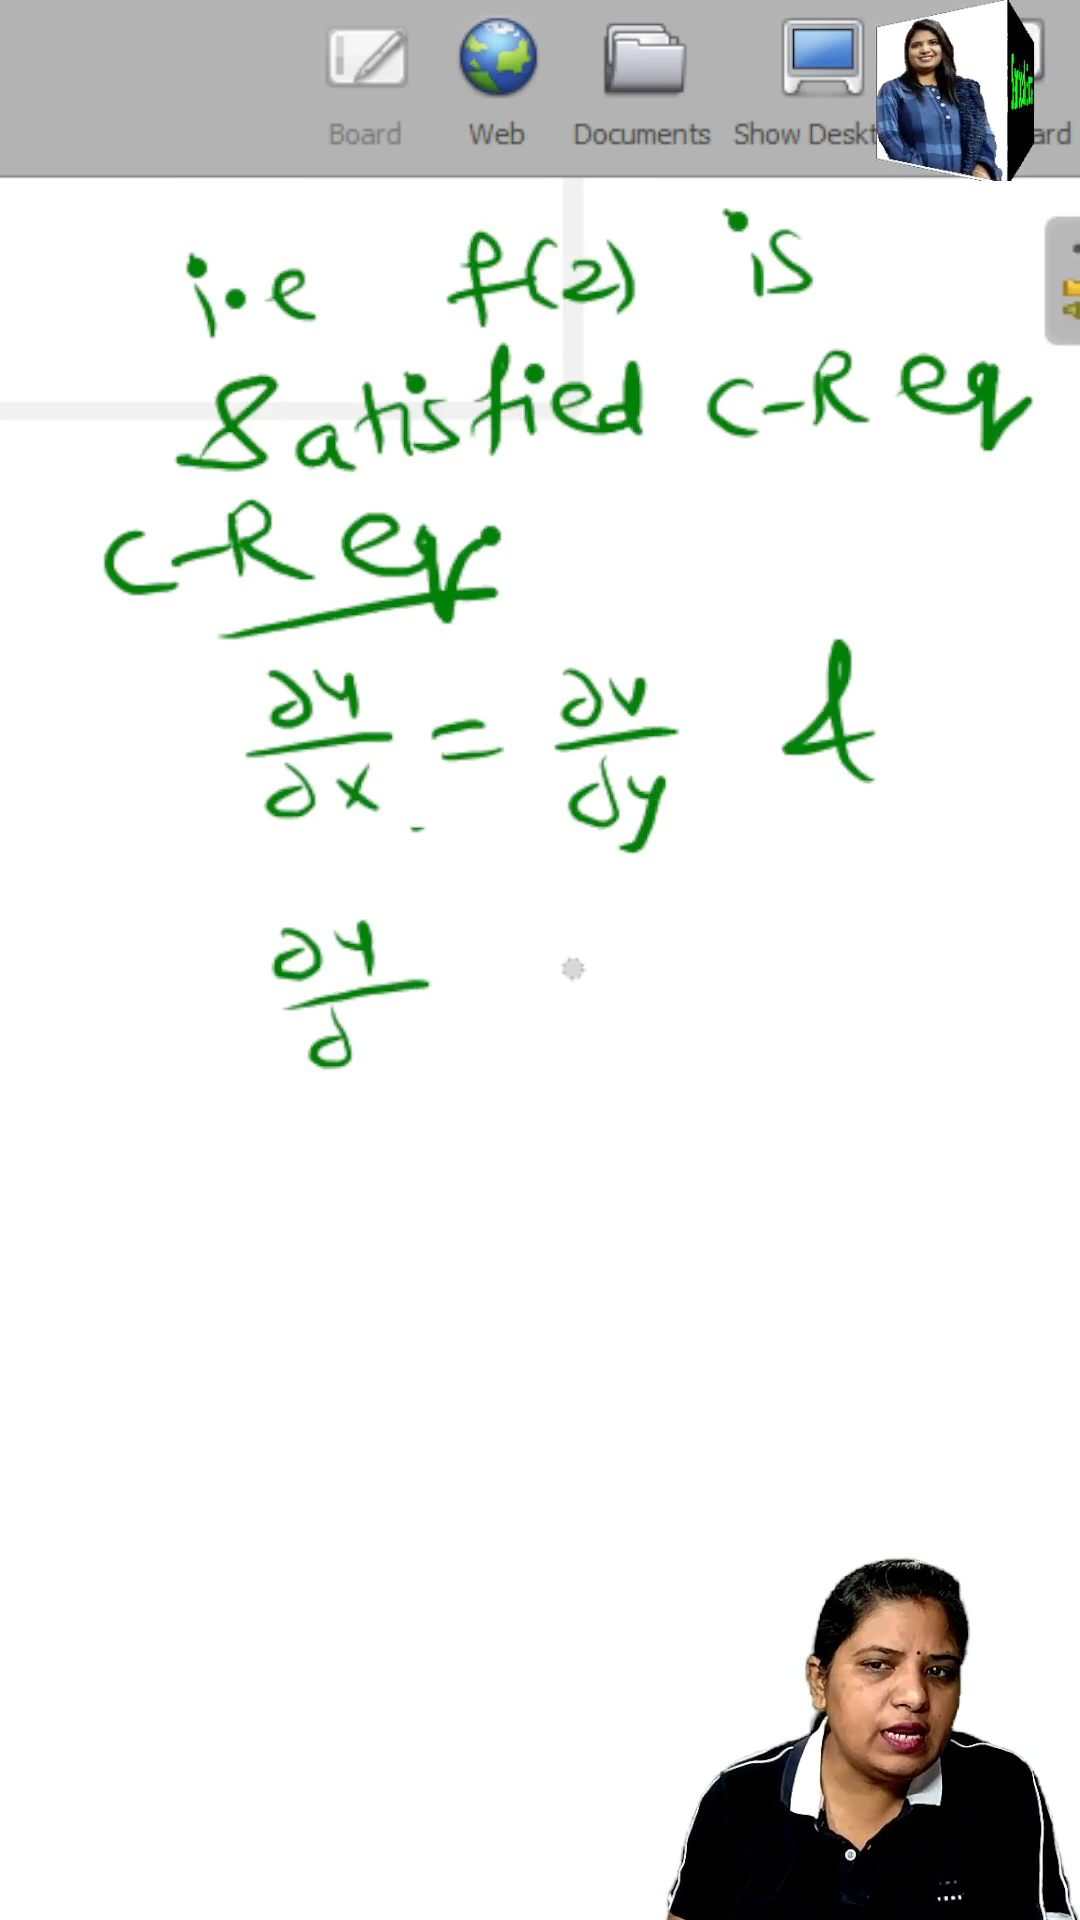 Board Web Documents Show Deskt ard
i.e f(z) is
Satisfied C-R eq
C-R eq.
∂u/∂x = ∂v/∂y &
∂u/∂